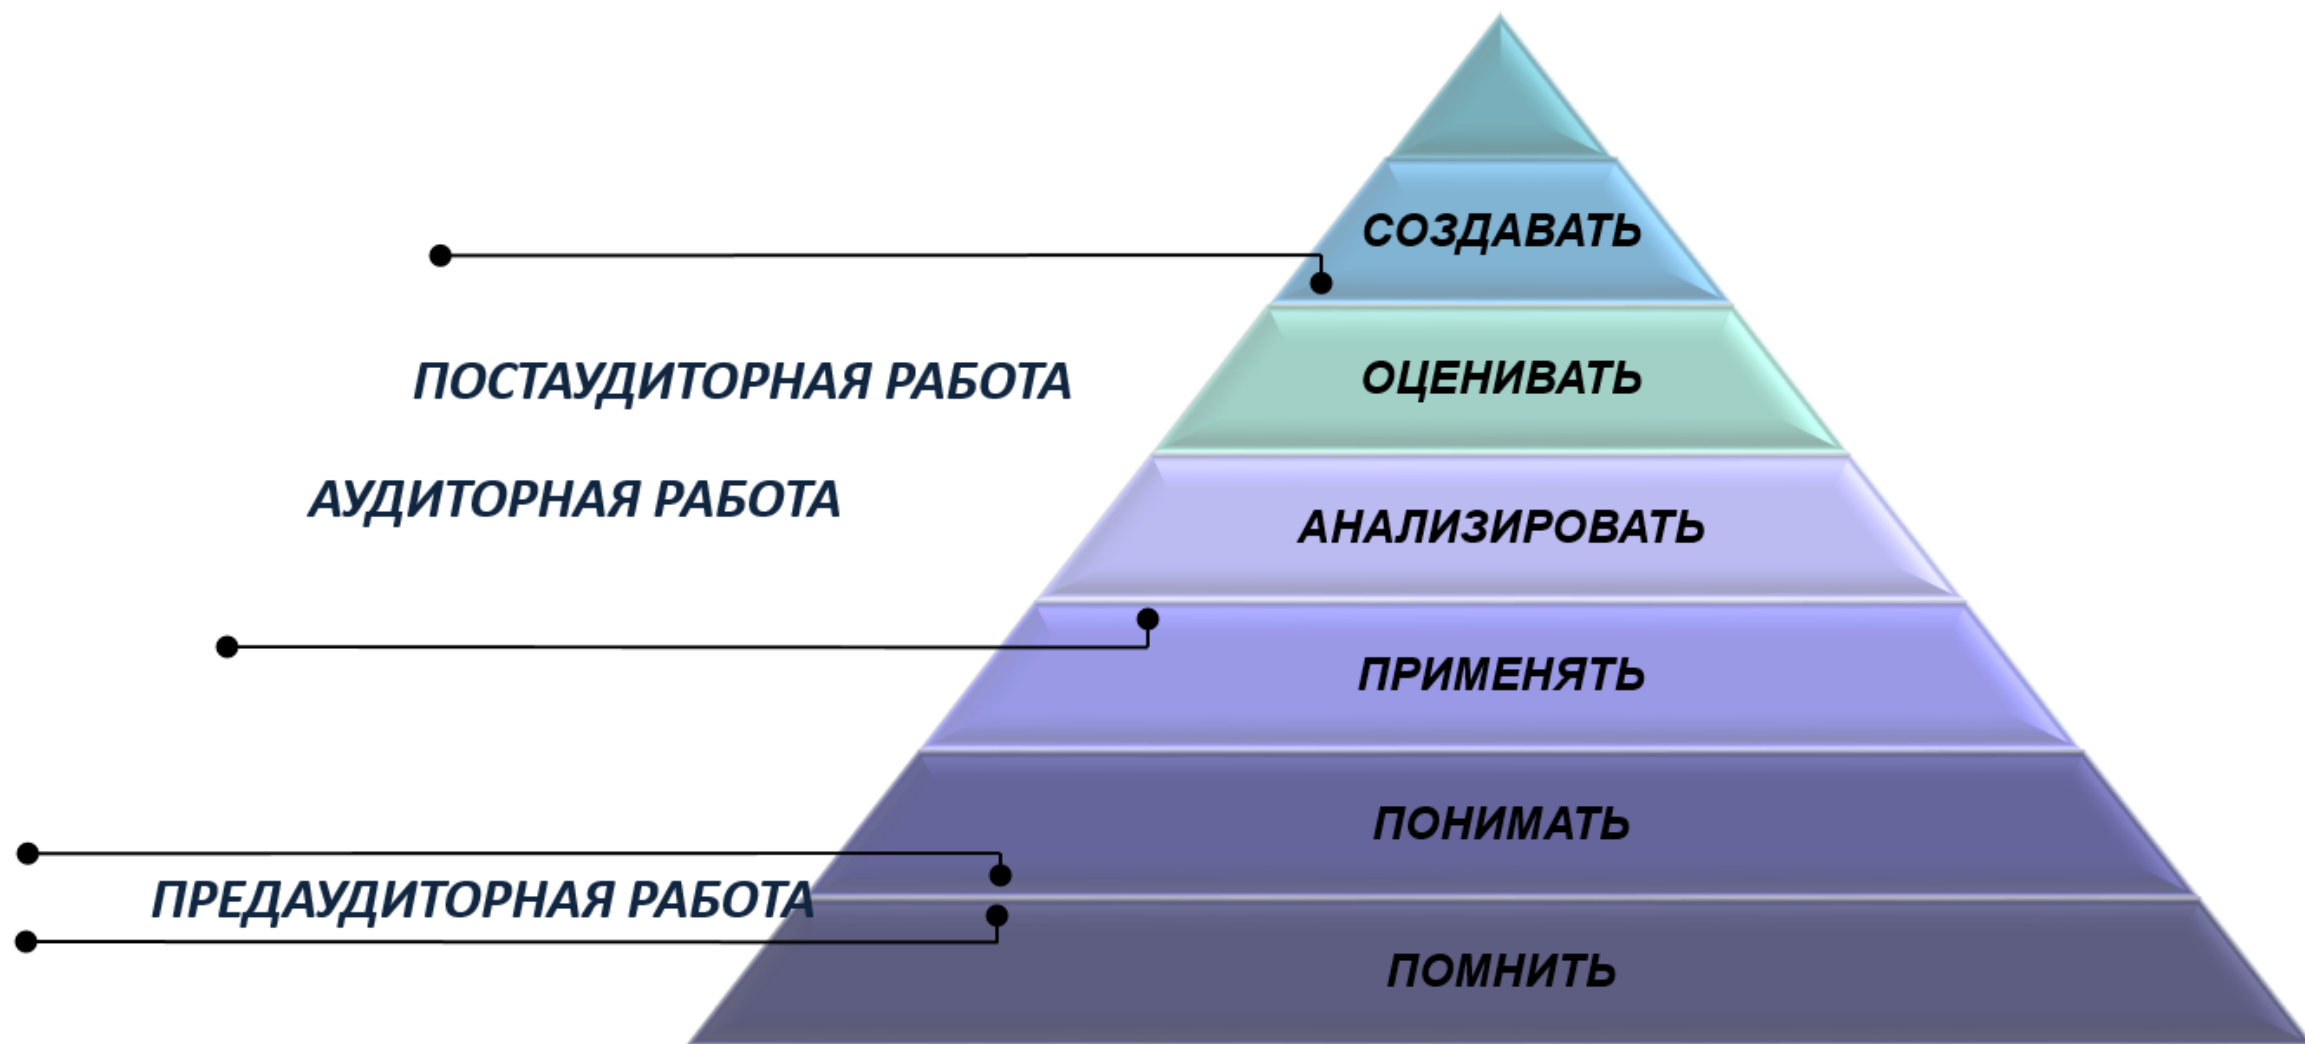 СОЗДАВАТЬ
ПОСТАУДИТОРНАЯ РАБОТА
ОЦЕНИВАТЬ
АУДИТОРНАЯ РАБОТА
АНАЛИЗИРОВАТЬ
ПРИМЕНЯТЬ
ПОНИМАТЬ
ПРЕДАУДИТОРНАЯ РАБОТА
ПОМНИТЬ